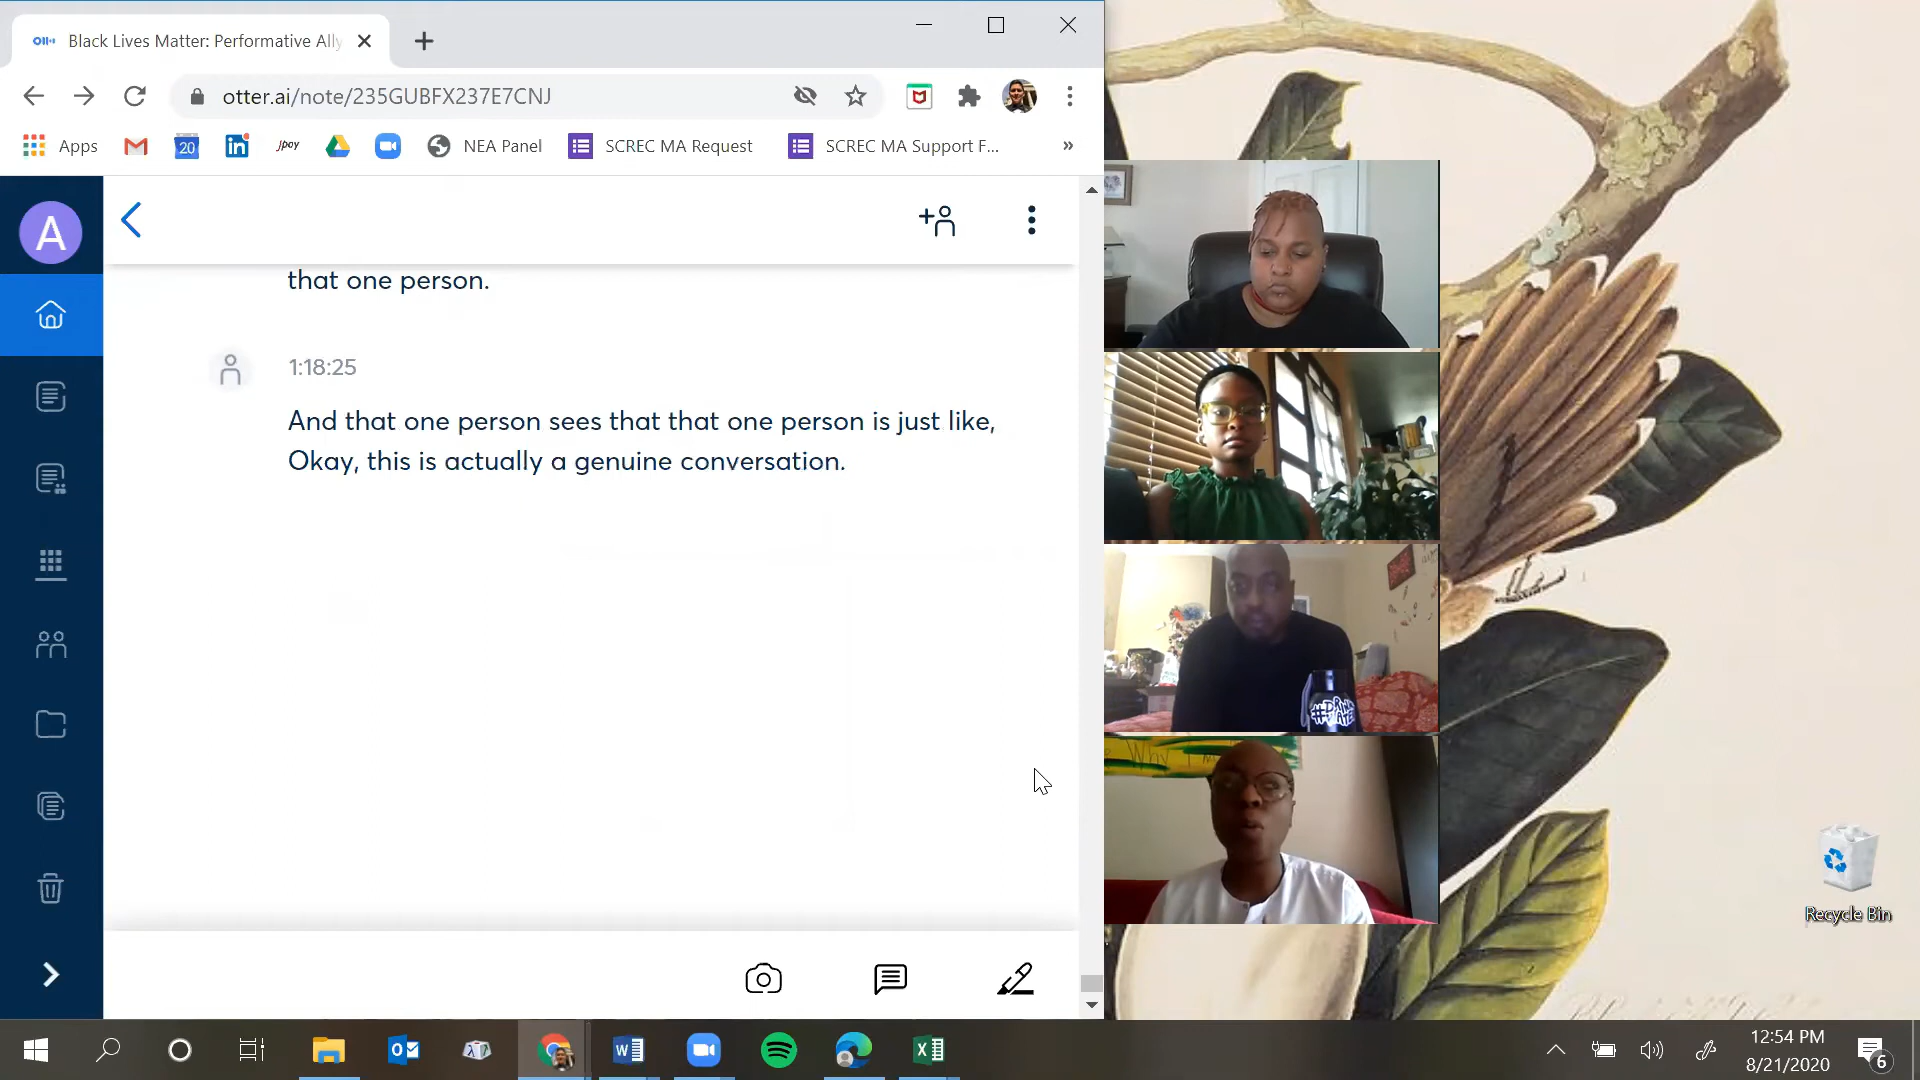 Black Lives Matter: Performative Ally
otter.ai/note/235GUBFX237E7CNJ
Apps
20
in
Jpay
NEA Panel
SCREC MA Request
SCREC MA Support F...
»
A
that one person.
1:18:25
And that one person sees that that one person is just like,
Okay, this is actually a genuine conversation.
Why I'm
Recycle Bin
12:54 PM
8/21/2020
6